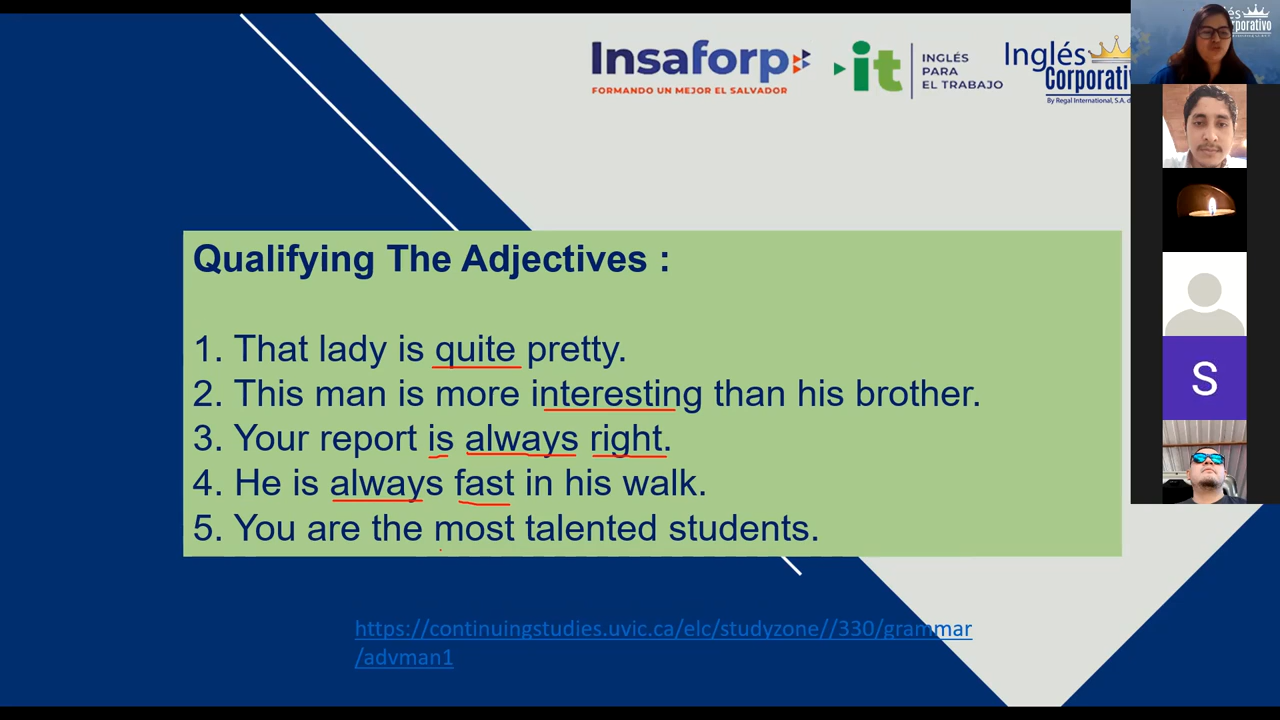 Insaforp
FORMANDO UN MEJOR EL SALVADOR
it
INGLÉS
PARA
EL TRABAJO
Inglés
Corporativ
By Regal International, S.A. d
Qualifying The Adjectives :
1. That lady is quite pretty.
2. This man is more interesting than his brother.
3. Your report is always right.
4. He is always fast in his walk.
5. You are the most talented students.
https://continuingstudies.uvic.ca/elc/studyzone//330/grammar
/advman1
S